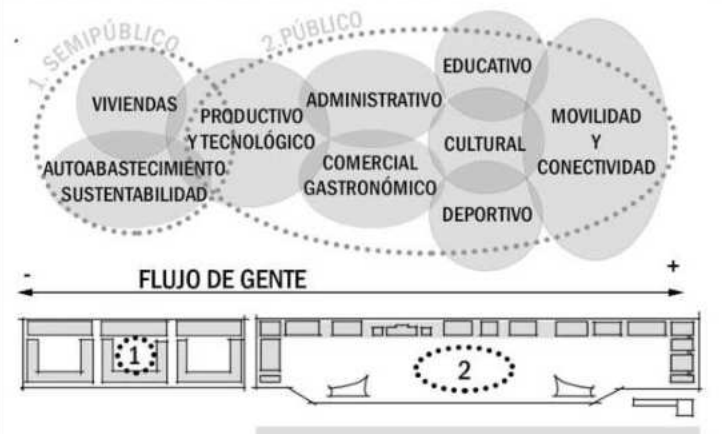 1. SEMIPÚBLICO
2.PÚBLICO
VIVIENDAS
AUTOABASTECIMIENTO
SUSTENTABILIDAD
PRODUCTIVO
Y TECNOLÓGICO
ADMINISTRATIVO
COMERCIAL
GASTRONÓMICO
EDUCATIVO
CULTURAL
DEPORTIVO
MOVILIDAD
Y
CONECTIVIDAD
- FLUJO DE GENTE +
1
2